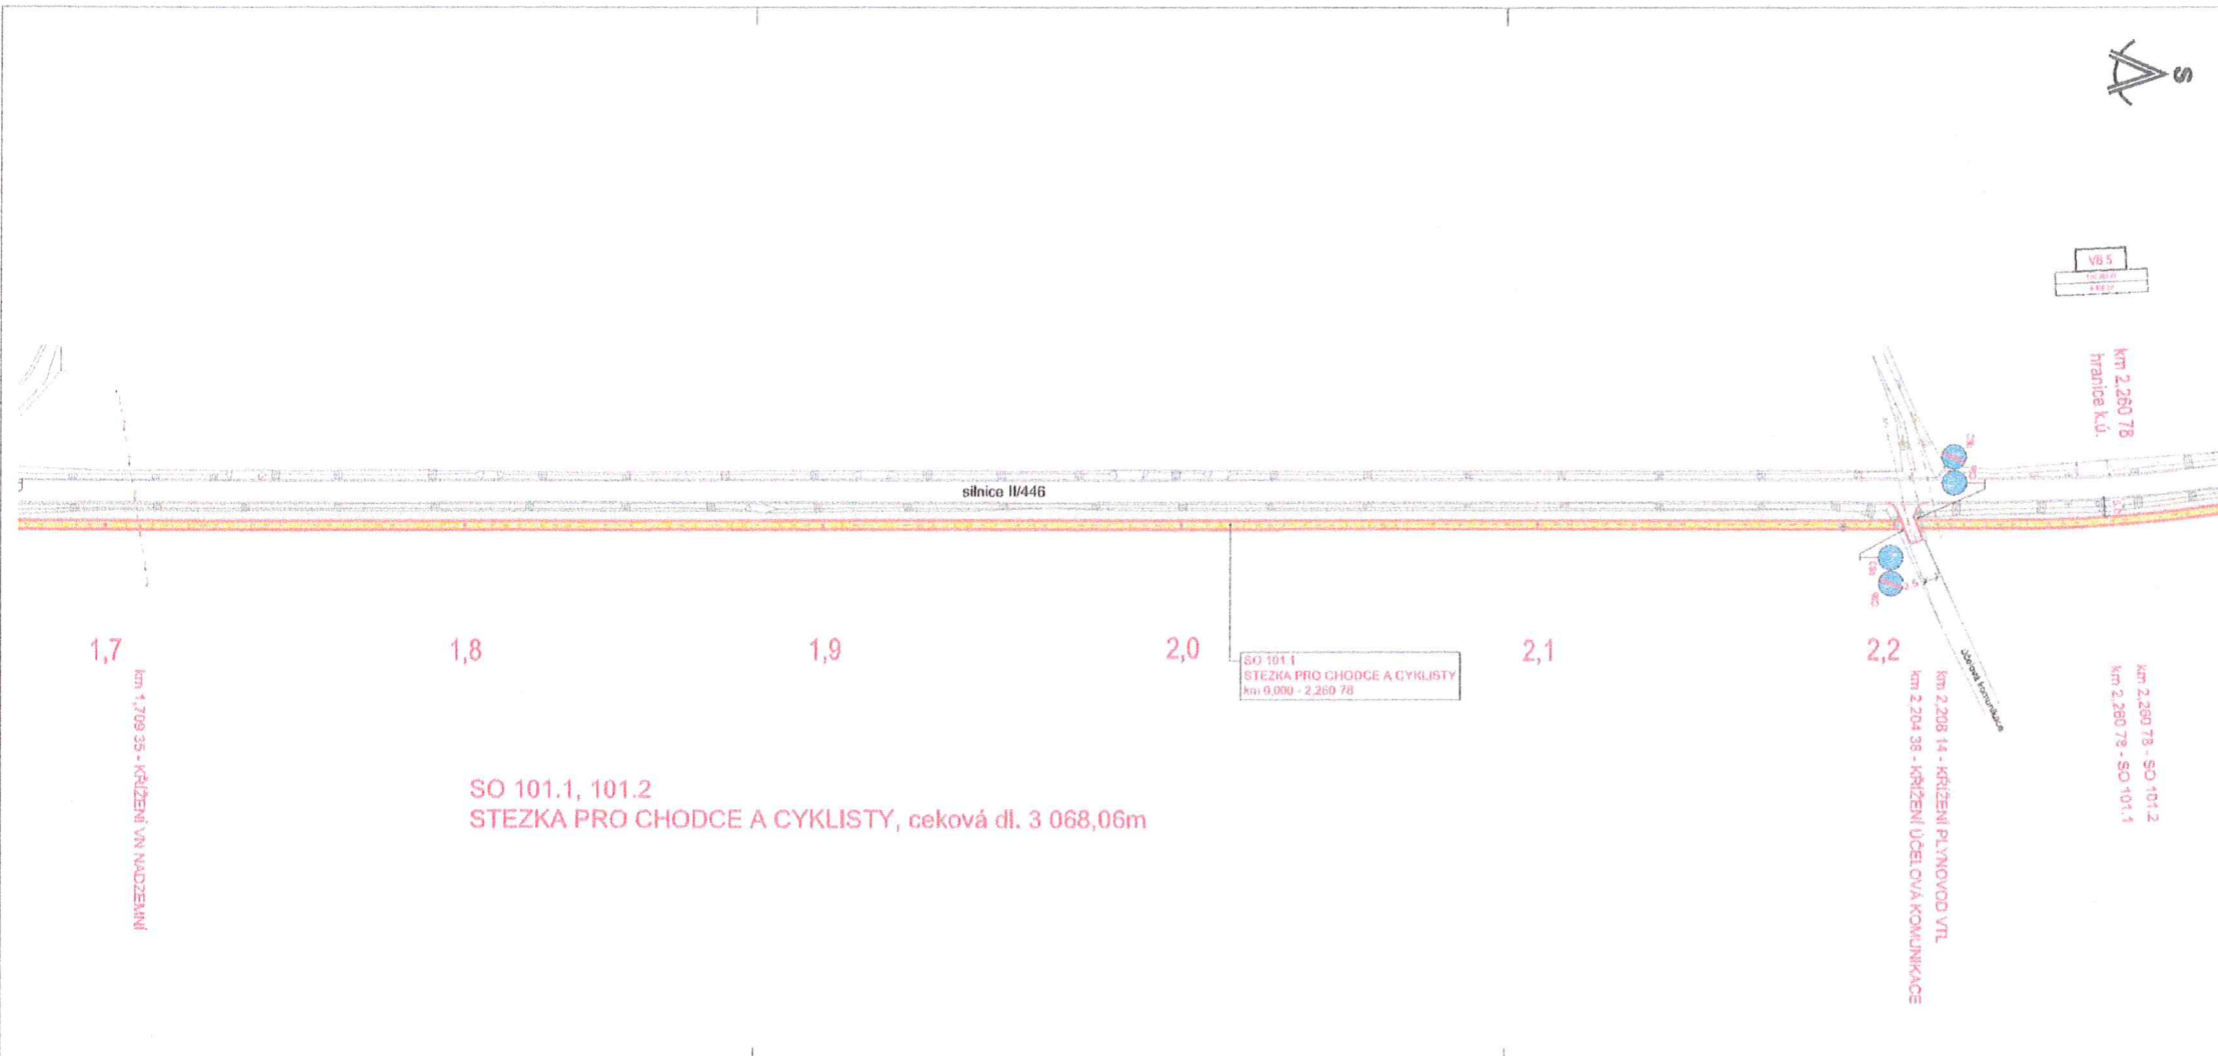 S
VB 5
km 2,260 78
hranice k.ú.
silnice II/446
1,7
1,8
1,9
2,0
2,1
2,2
SO 101.1
STEZKA PRO CHODCE A CYKLISTY
km 0,000 - 2,260 78
účelová komunikace
km 1,709 35 - KŘÍŽENÍ VN NADZEMNÍ
km 2,208 14 - KŘÍŽENÍ PLYNOVOD VTL
km 2,204 38 - KŘÍŽENÍ ÚČELOVÁ KOMUNIKACE
km 2,260 78 - SO 101.2
km 2,260 78 - SO 101.1
SO 101.1, 101.2
STEZKA PRO CHODCE A CYKLISTY, ceková dl. 3 068,06m